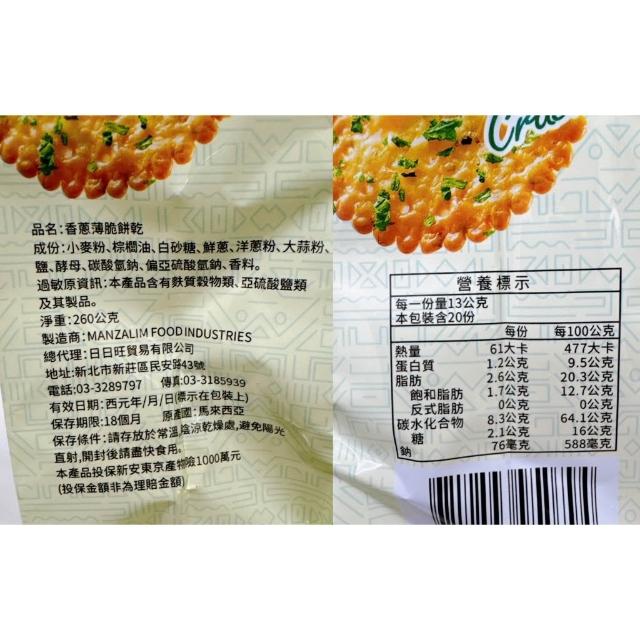 品名:香蔥薄脆餅乾
成份:小麥粉、棕櫚油、白砂糖、鮮蔥、洋蔥粉、大蒜粉、
鹽、酵母、碳酸氫鈉、偏亞硫酸氫鈉、香料。
過敏原資訊:本產品含有麩質穀物類、亞硫酸鹽類
及其製品。
淨重:260公克
製造商:MANZALIM FOOD INDUSTRIES
總代理:日日旺貿易有限公司
地址:新北市新莊區民安路43號
電話:03-3289797 傳真:03-3185939
有效日期:西元年/月/日(標示在包裝上)
保存期限:18個月 原產國:馬來西亞
保存條件:請存放於常溫陰涼乾燥處,避免陽光
直射,開封後請盡快食用。
本產品投保新安東京產物險1000萬元
(投保金額非為理賠金額)
營養標示
每一份量13公克
本包裝含20份
每份 每100公克
熱量 61大卡 477大卡
蛋白質 1.2公克 9.5公克
脂肪 2.6公克 20.3公克
飽和脂肪 1.7公克 12.7公克
反式脂肪 0公克 0公克
碳水化合物 8.3公克 64.1公克
糖 2.1公克 16公克
鈉 76毫克 588毫克